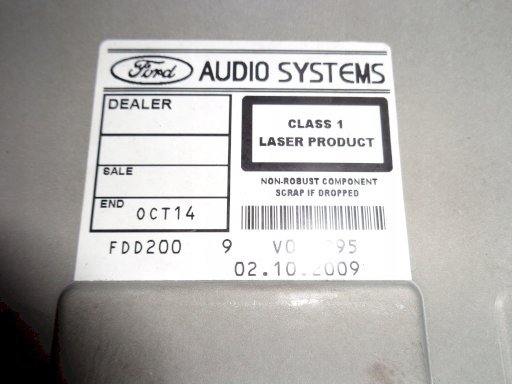 Ford AUDIO SYSTEMS
DEALER
CLASS 1
LASER PRODUCT
SALE
NON-ROBUST COMPONENT
SCRAP IF DROPPED
END OCT14
FDD200 9
02.10.2009